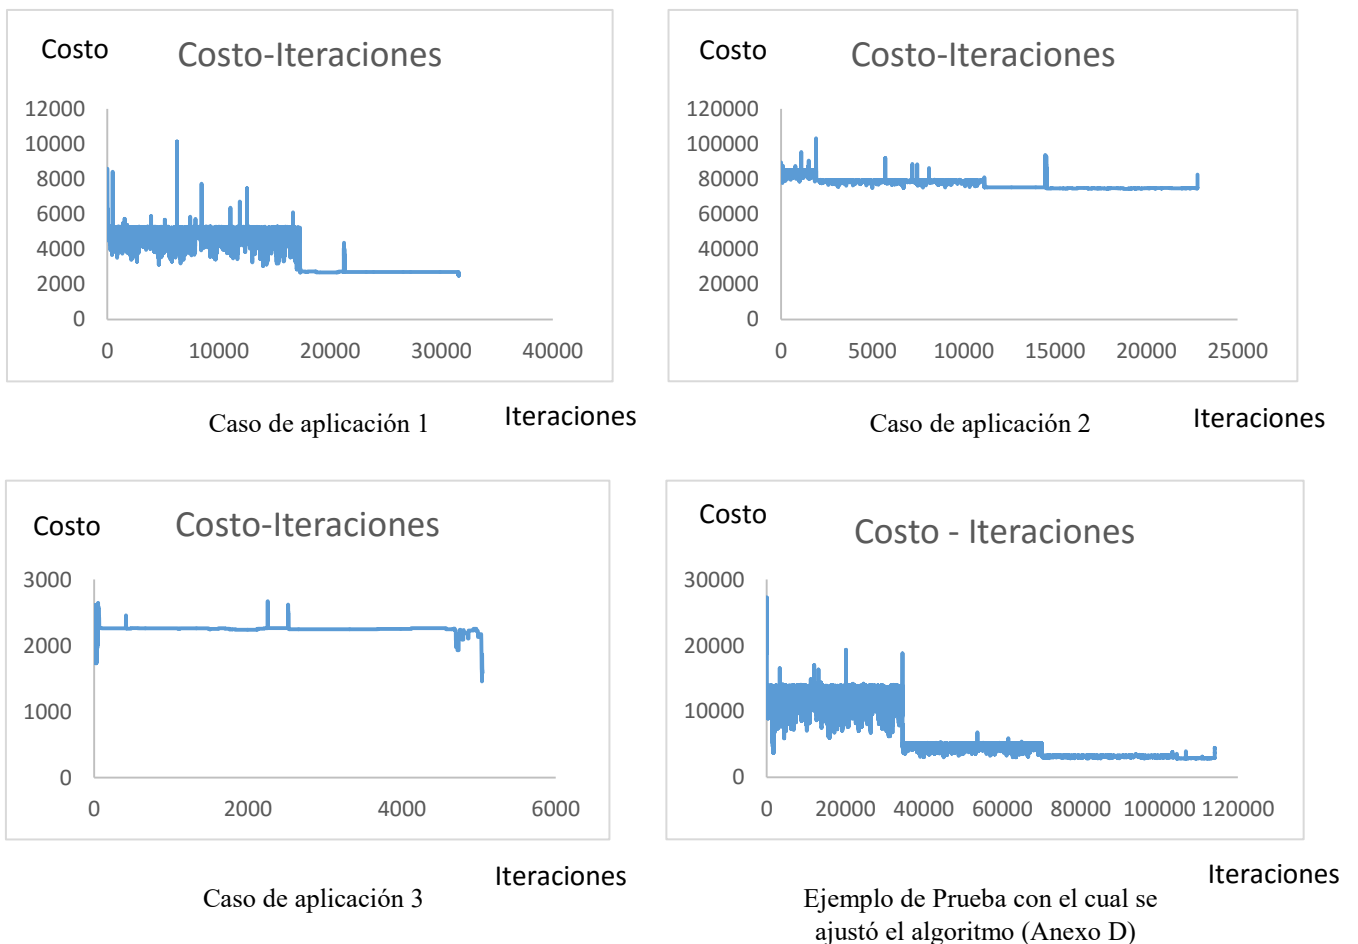 Costo
Costo-Iteraciones
12000
10000
8000
6000
4000
2000
0
0 10000 20000 30000 40000
Caso de aplicación 1
Iteraciones
Costo
Costo-Iteraciones
120000
100000
80000
60000
40000
20000
0
0 5000 10000 15000 20000 25000
Caso de aplicación 2
Iteraciones
Costo
Costo-Iteraciones
3000
2000
1000
0
0 2000 4000 6000
Iteraciones
Caso de aplicación 3
Costo
Costo - Iteraciones
30000
20000
10000
0
0 20000 40000 60000 80000 100000 120000
Iteraciones
Ejemplo de Prueba con el cual se
ajustó el algoritmo (Anexo D)